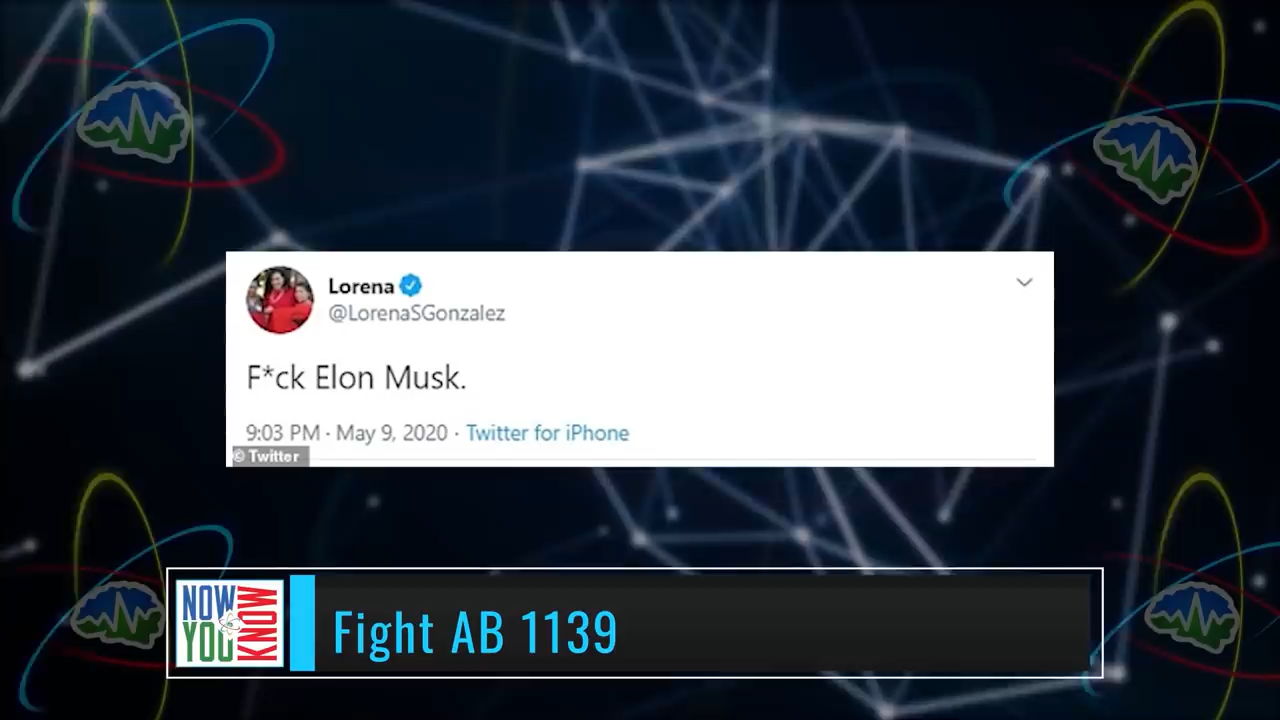 Lorena
@LorenaSGonzalez
F*ck Elon Musk.
9:03 PM · May 9, 2020 · Twitter for iPhone
© Twitter
NOW YOU KNOW
Fight AB 1139